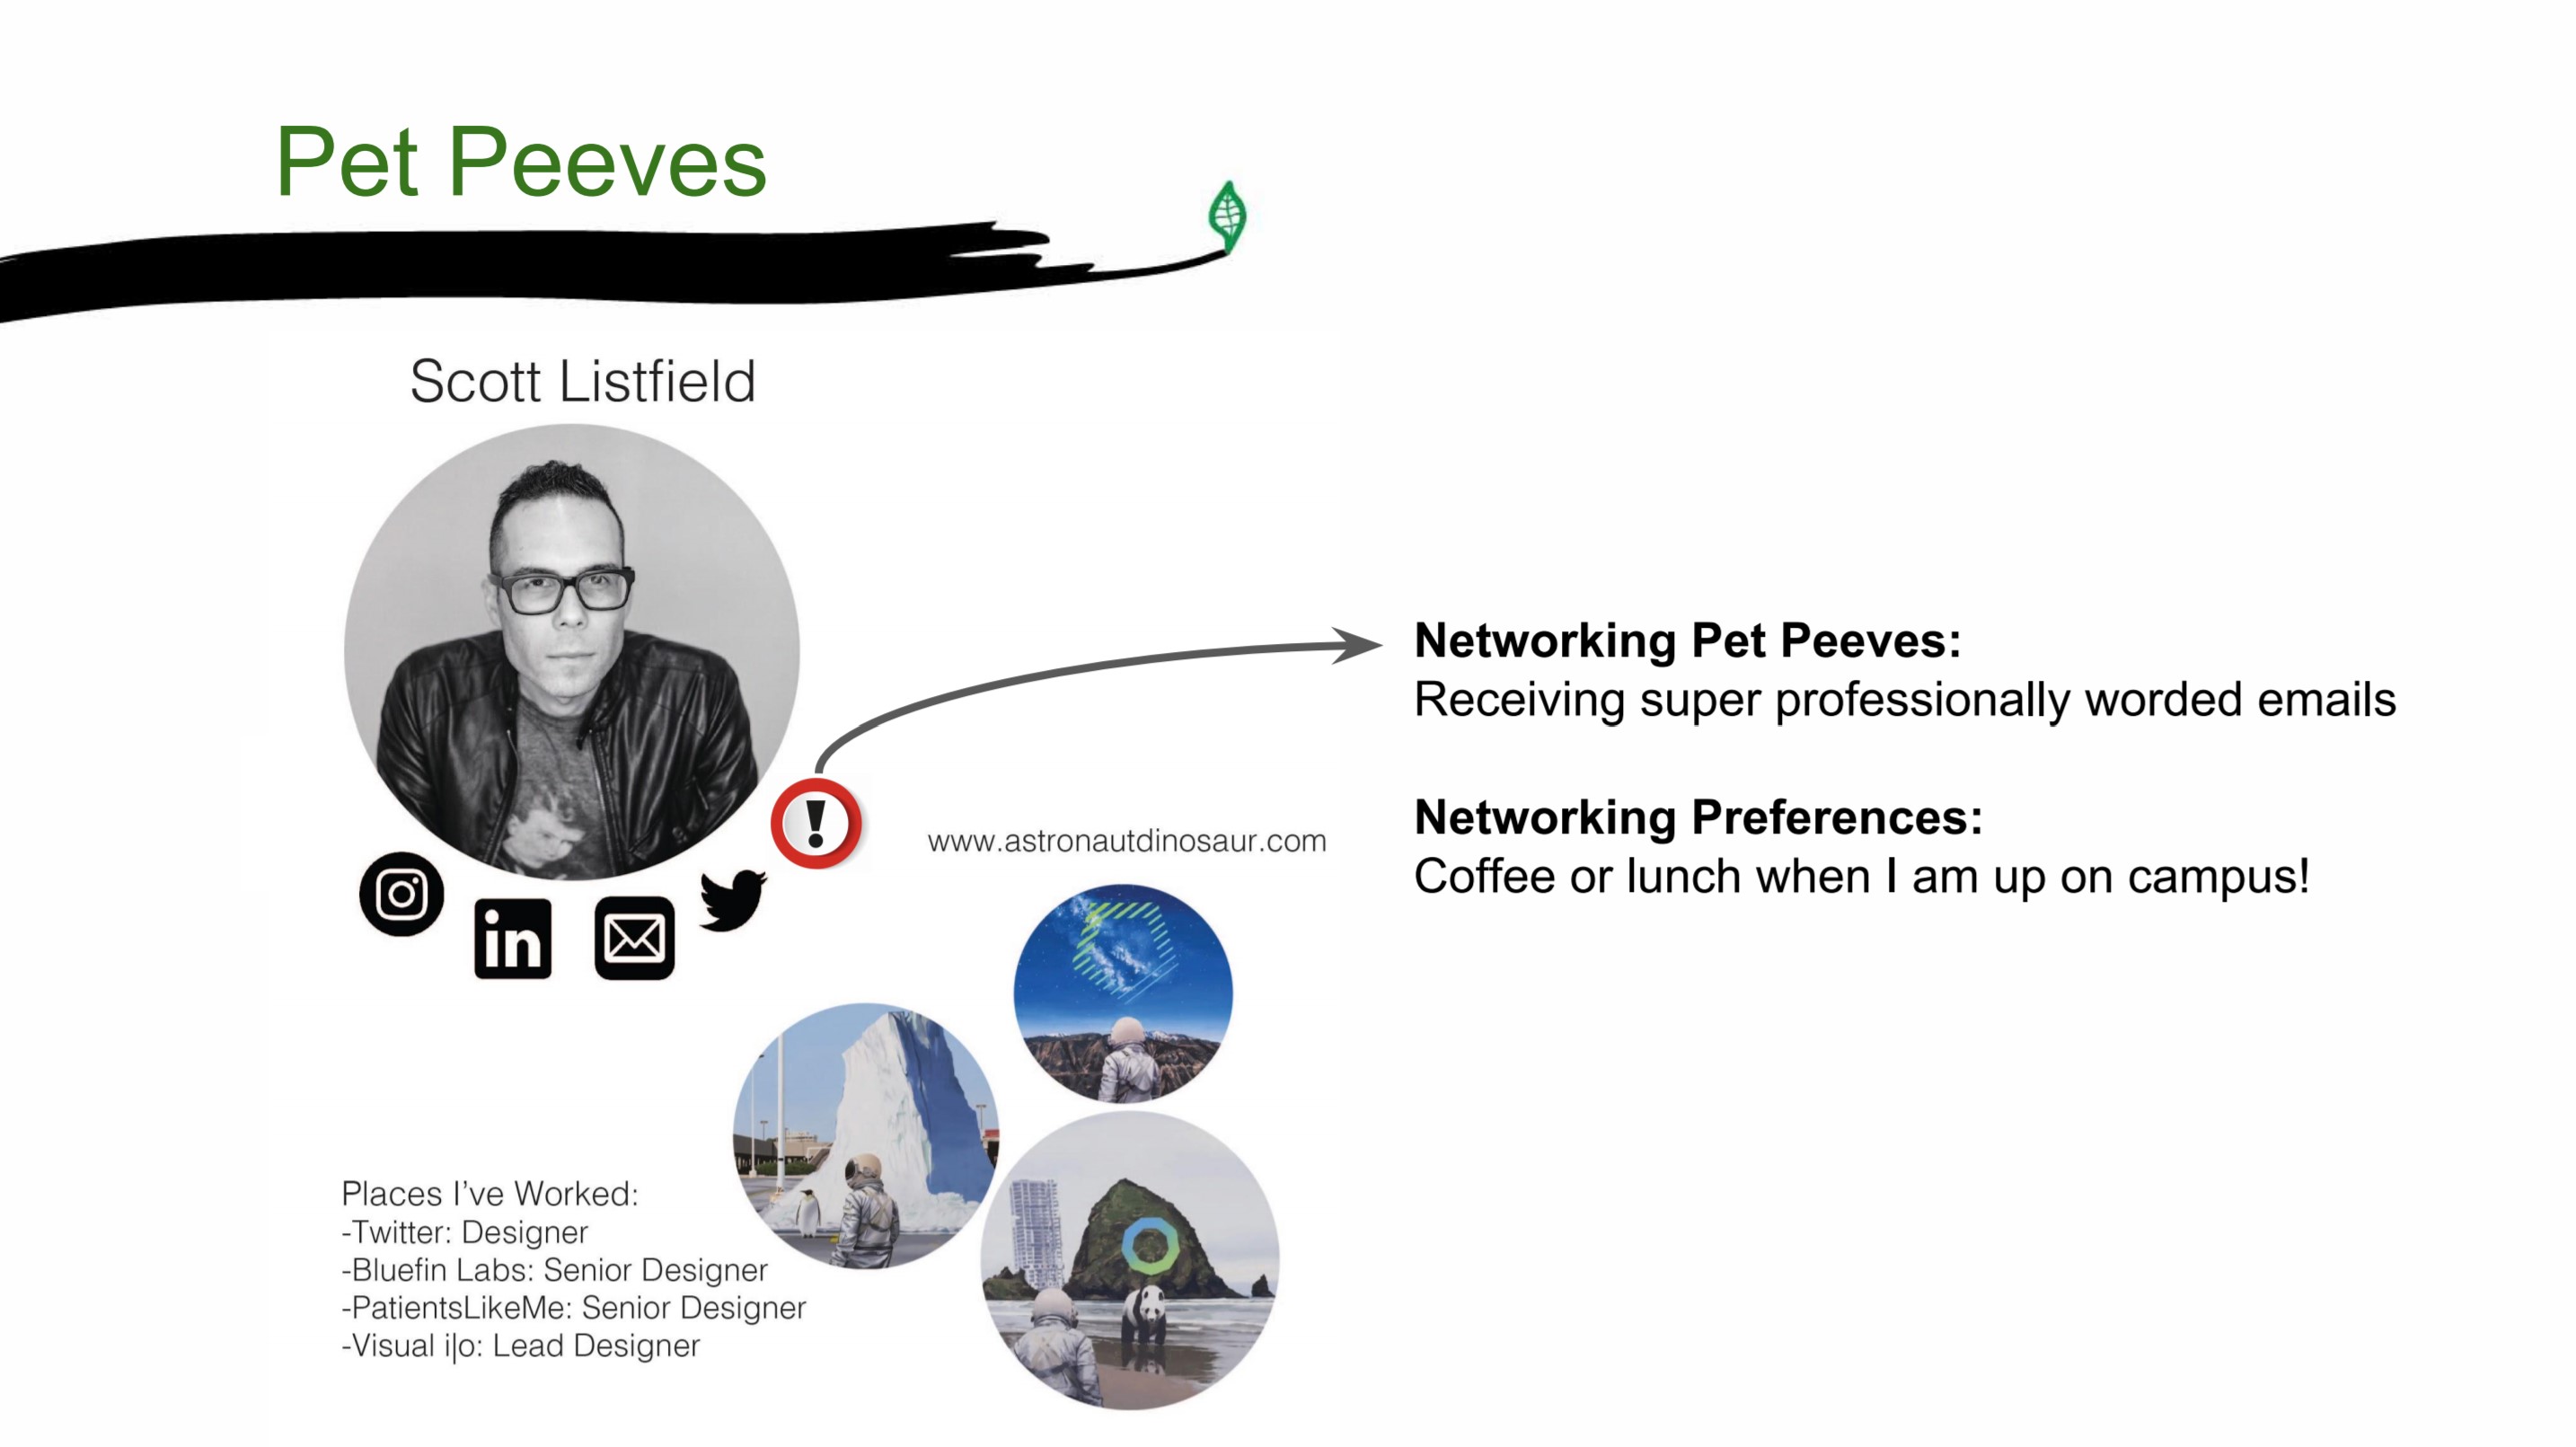 Pet Peeves
Scott Listfield
www.astronautdinosaur.com
in
Places I've Worked:
-Twitter: Designer
-Bluefin Labs: Senior Designer
-PatientsLikeMe: Senior Designer
-Visual i|o: Lead Designer
Networking Pet Peeves:
Receiving super professionally worded emails
Networking Preferences:
Coffee or lunch when I am up on campus!